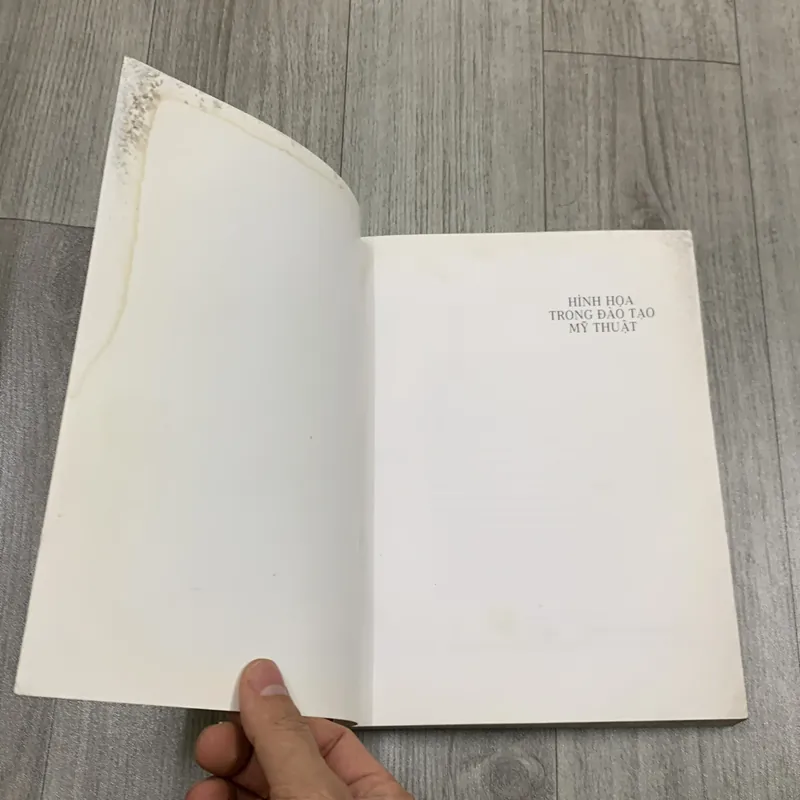 HÌNH HỌA
TRONG ĐÀO TẠO
MỸ THUẬT